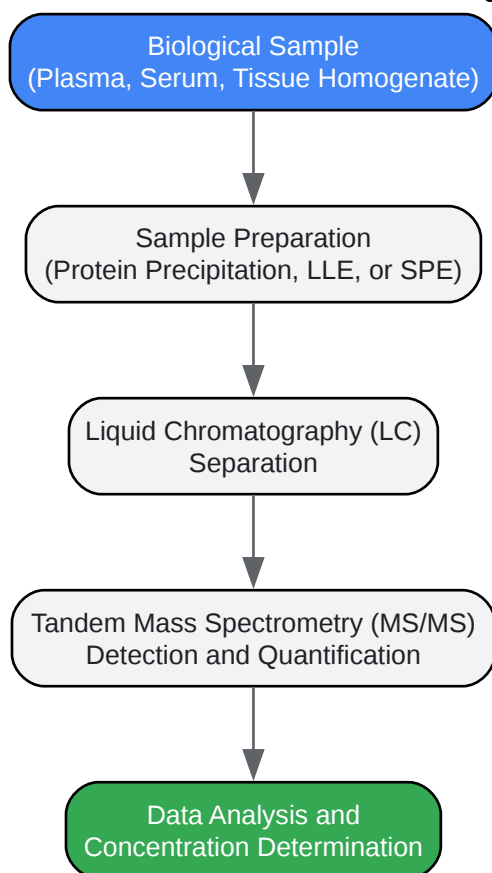 Biological Sample
(Plasma, Serum, Tissue Homogenate)
Sample Preparation
(Protein Precipitation, LLE, or SPE)
Liquid Chromatography (LC)
Separation
Tandem Mass Spectrometry (MS/MS)
Detection and Quantification
Data Analysis and
Concentration Determination